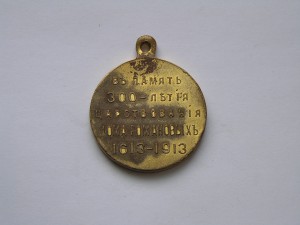 ВЪ ПАМЯТЬ
300-ЛѢТІЯ
ЦАРСТВОВАНІЯ
ДОМА РОМАНОВЫХЪ
1613-1913